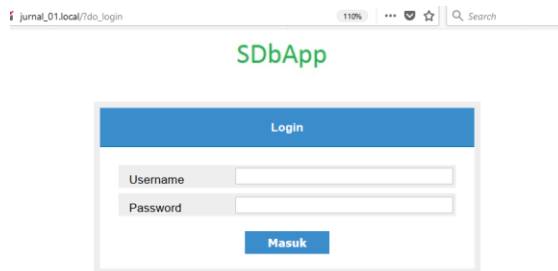 jurnal_01.local/?do_login 110% Search
SDbApp
Login
Username
Password
Masuk